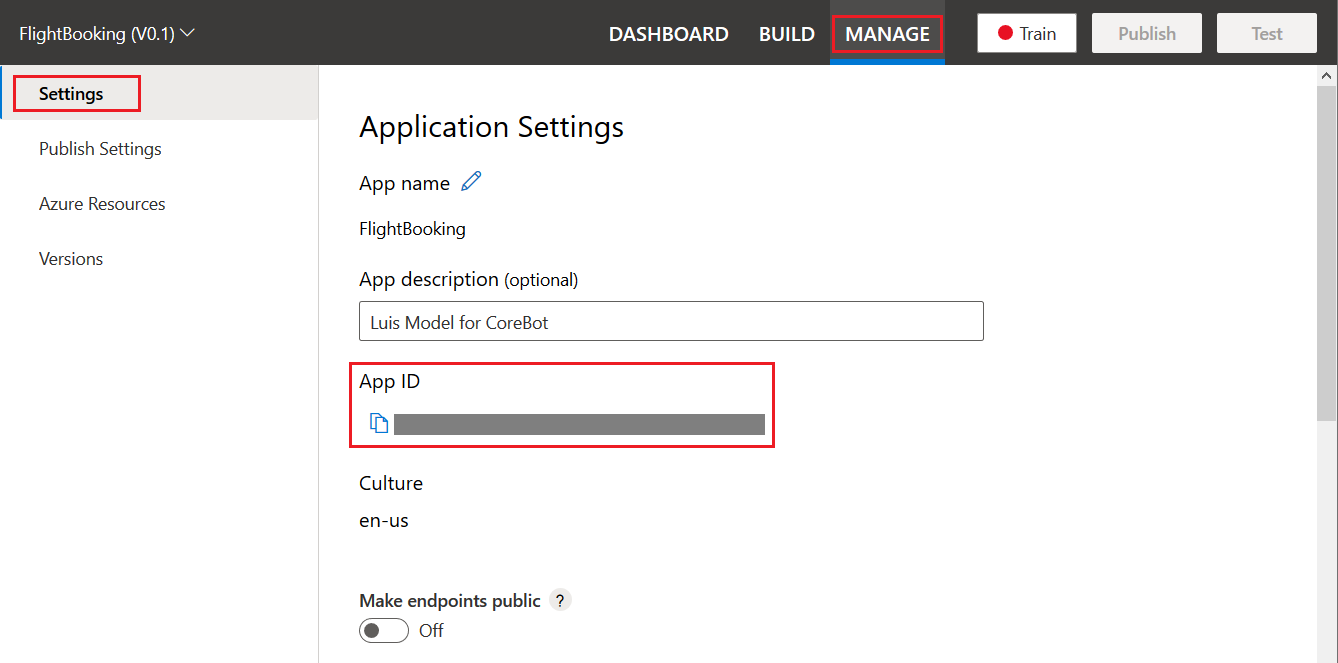 FlightBooking (V0.1)
DASHBOARD
BUILD
MANAGE
Train
Publish
Test
Settings
Publish Settings
Azure Resources
Versions
Application Settings
App name
FlightBooking
App description (optional)
Luis Model for CoreBot
App ID
Culture
en-us
Make endpoints public ?
Off